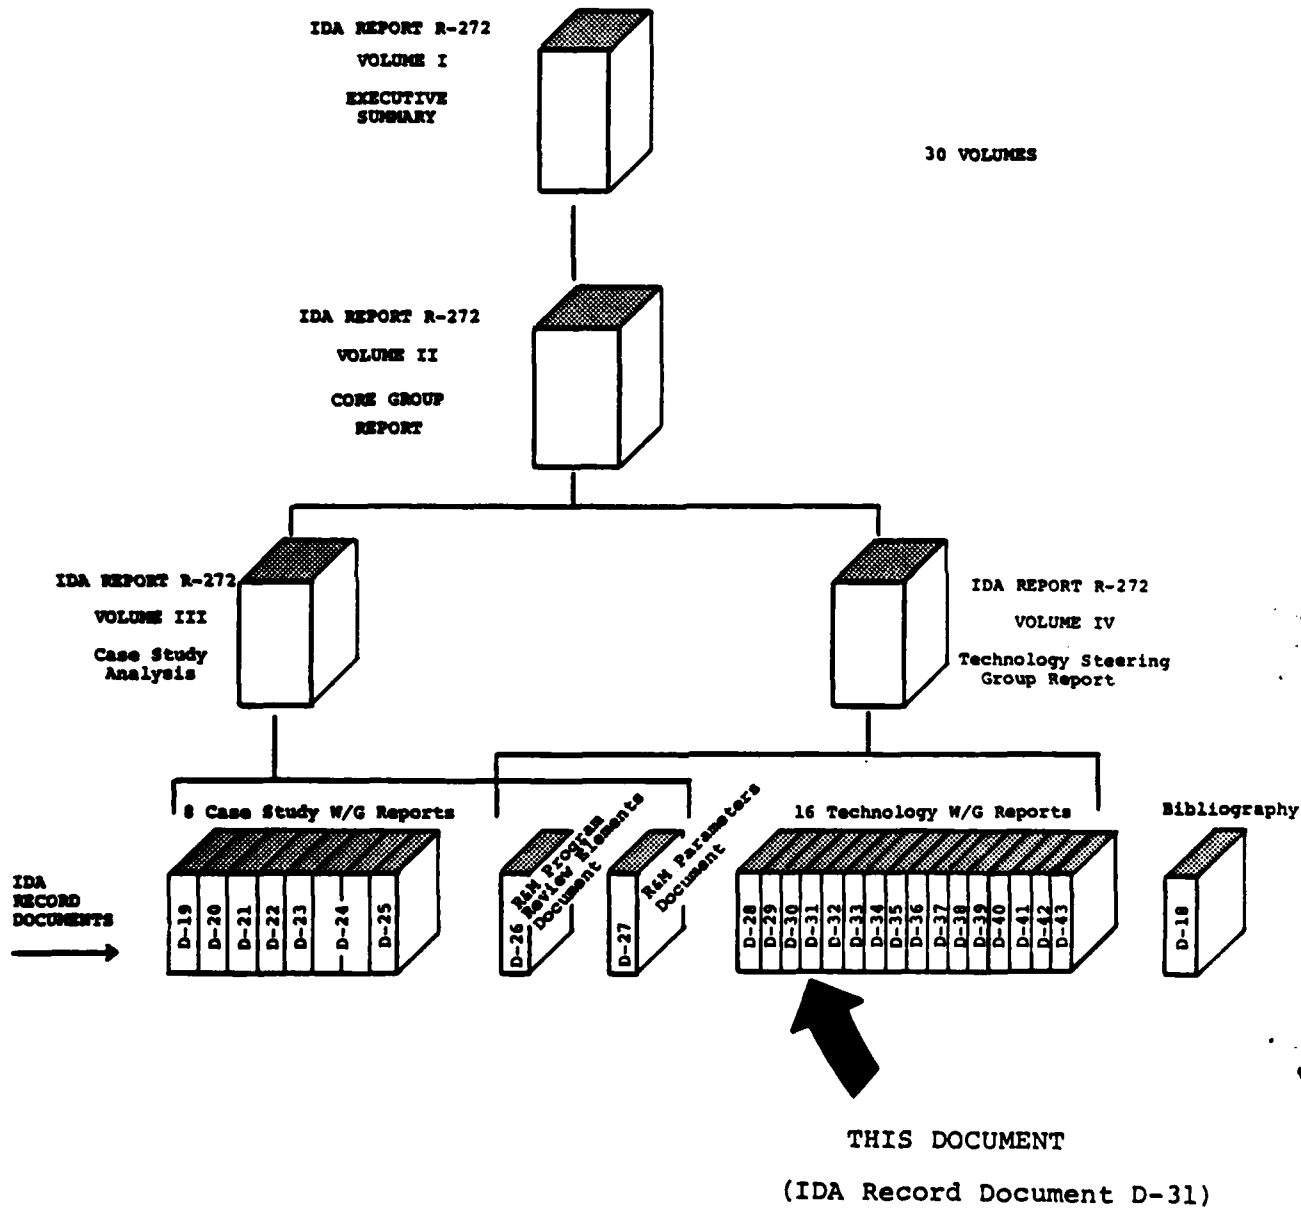 IDA REPORT R-272
VOLUME I
EXECUTIVE
SUMMARY
30 VOLUMES
IDA REPORT R-272
VOLUME II
CORE GROUP
REPORT
IDA REPORT R-272
VOLUME III
Case Study
Analysis
IDA REPORT R-272
VOLUME IV
Technology Steering
Group Report
8 Case Study W/G Reports
R&M Program
Review Elements
Document
R&M Parameters
Document
16 Technology W/G Reports
Bibliography
IDA
RECORD
DOCUMENTS
D-19
D-20
D-21
D-22
D-23
D-24
D-25
D-26
D-27
D-28
D-29
D-30
D-31
D-32
D-33
D-34
D-35
D-36
D-37
D-38
D-39
D-40
D-41
D-42
D-43
D-18
THIS DOCUMENT
(IDA Record Document D-31)